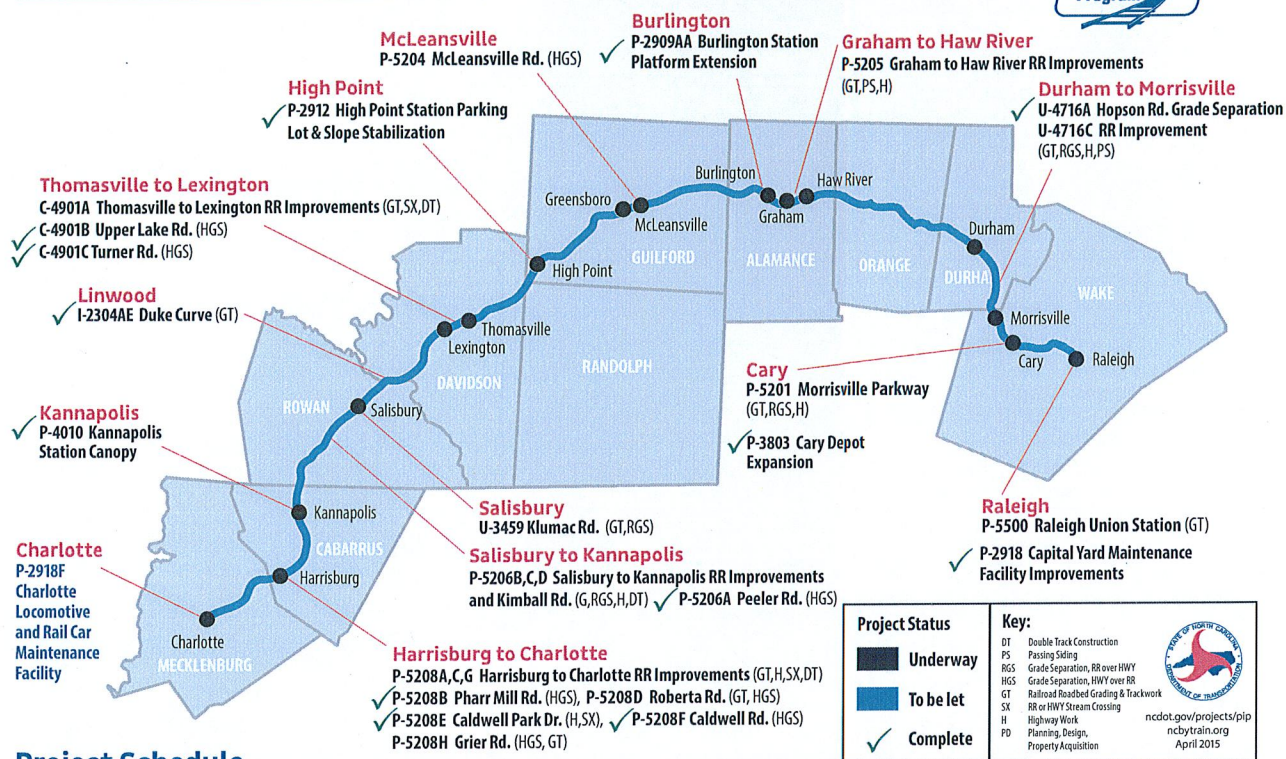 Burlington
P-2909AA Burlington Station
Platform Extension
McLeansville
P-5204 McLeansville Rd. (HGS)
Graham to Haw River
P-5205 Graham to Haw River RR Improvements
(GT,PS,H)
High Point
P-2912 High Point Station Parking
Lot & Slope Stabilization
Durham to Morrisville
U-4716A Hopson Rd. Grade Separation
U-4716C RR Improvement
(GT,RGS,H,PS)
Thomasville to Lexington
C-4901A Thomasville to Lexington RR Improvements (GT,SX,DT)
C-4901B Upper Lake Rd. (HGS)
C-4901C Turner Rd. (HGS)
Linwood
I-2304AE Duke Curve (GT)
Kannapolis
P-4010 Kannapolis
Station Canopy
Charlotte
P-2918F
Charlotte
Locomotive
and Rail Car
Maintenance
Facility
Burlington
Haw River
Graham
Greensboro
McLeansville
High Point
Durham
Morrisville
Cary
Raleigh
Thomasville
Lexington
Salisbury
Kannapolis
Harrisburg
Charlotte
GUILFORD
ALAMANCE
ORANGE
DURHA
WAKE
RANDOLPH
DAVIDSON
ROWAN
CABARRUS
MECKLENBURG
Cary
P-5201 Morrisville Parkway
(GT,RGS,H)
P-3803 Cary Depot
Expansion
Raleigh
P-5500 Raleigh Union Station (GT)
P-2918 Capital Yard Maintenance
Facility Improvements
Salisbury
U-3459 Klumac Rd. (GT,RGS)
Salisbury to Kannapolis
P-5206B,C,D Salisbury to Kannapolis RR Improvements
and Kimball Rd. (G,RGS,H,DT) P-5206A Peeler Rd. (HGS)
Harrisburg to Charlotte
P-5208A,C,G Harrisburg to Charlotte RR Improvements (GT,H,SX,DT)
P-5208B Pharr Mill Rd. (HGS), P-5208D Roberta Rd. (GT, HGS)
P-5208E Caldwell Park Dr. (H,SX), P-5208F Caldwell Rd. (HGS)
P-5208H Grier Rd. (HGS, GT)
Project Status
Underway
To be let
Complete
Key:
DT Double Track Construction
PS Passing Siding
RGS Grade Separation, RR over HWY
HGS Grade Separation, HWY over RR
GT Railroad Roadbed Grading & Trackwork
SX RR or HWY Stream Crossing
H Highway Work
PD Planning, Design,
Property Acquisition
STATE OF NORTH CAROLINA
DEPARTMENT OF TRANSPORTATION
ncdot.gov/projects/pip
ncbytrain.org
April 2015